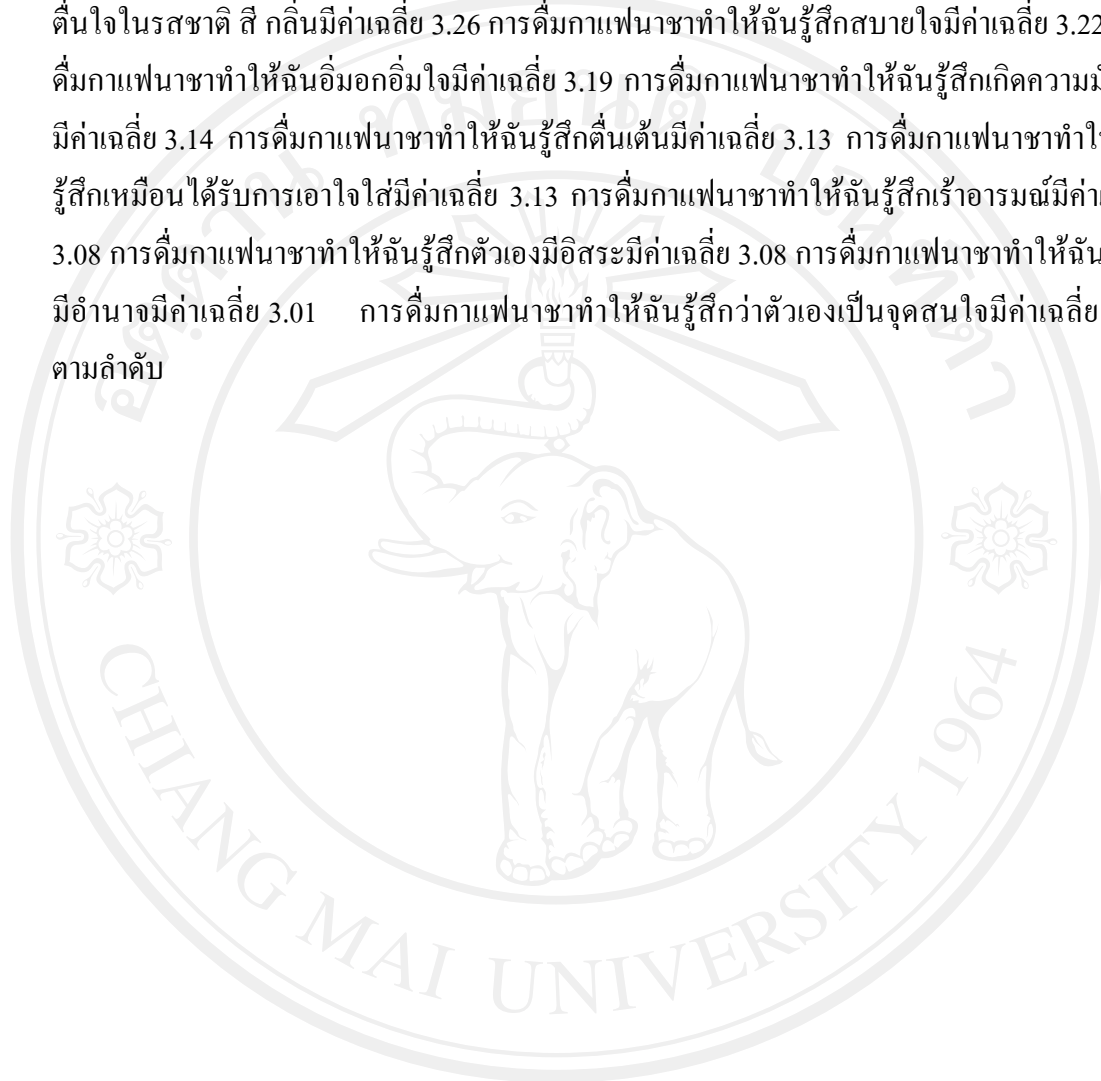 ตื่นใจในรสชาติ สี กลิ่นมีค่าเฉลี่ย 3.26 การดื่มกาแฟนาชาทำให้ฉันรู้สึกสบายใจมีค่าเฉลี่ย 3.22
ดื่มกาแฟนาชาทำให้ฉันอิ่มอกอิ่มใจมีค่าเฉลี่ย 3.19 การดื่มกาแฟนาชาทำให้ฉันรู้สึกเกิดความ
มีค่าเฉลี่ย 3.14 การดื่มกาแฟนาชาทำให้ฉันรู้สึกตื่นเต้นมีค่าเฉลี่ย 3.13 การดื่มกาแฟนาชาทำ
รู้สึกเหมือนได้รับการเอาใจใส่มีค่าเฉลี่ย 3.13 การดื่มกาแฟนาชาทำให้ฉันรู้สึกเร้าอารมณ์มีค่า
3.08 การดื่มกาแฟนาชาทำให้ฉันรู้สึกตัวเองมีอิสระมีค่าเฉลี่ย 3.08 การดื่มกาแฟนาชาทำให้ฉัน
มีอำนาจมีค่าเฉลี่ย 3.01 การดื่มกาแฟนาชาทำให้ฉันรู้สึกว่าตัวเองเป็นจุดสนใจมีค่าเฉลี่ย
ตามลำดับ
CHIANG MAI UNIVERSITY 1964